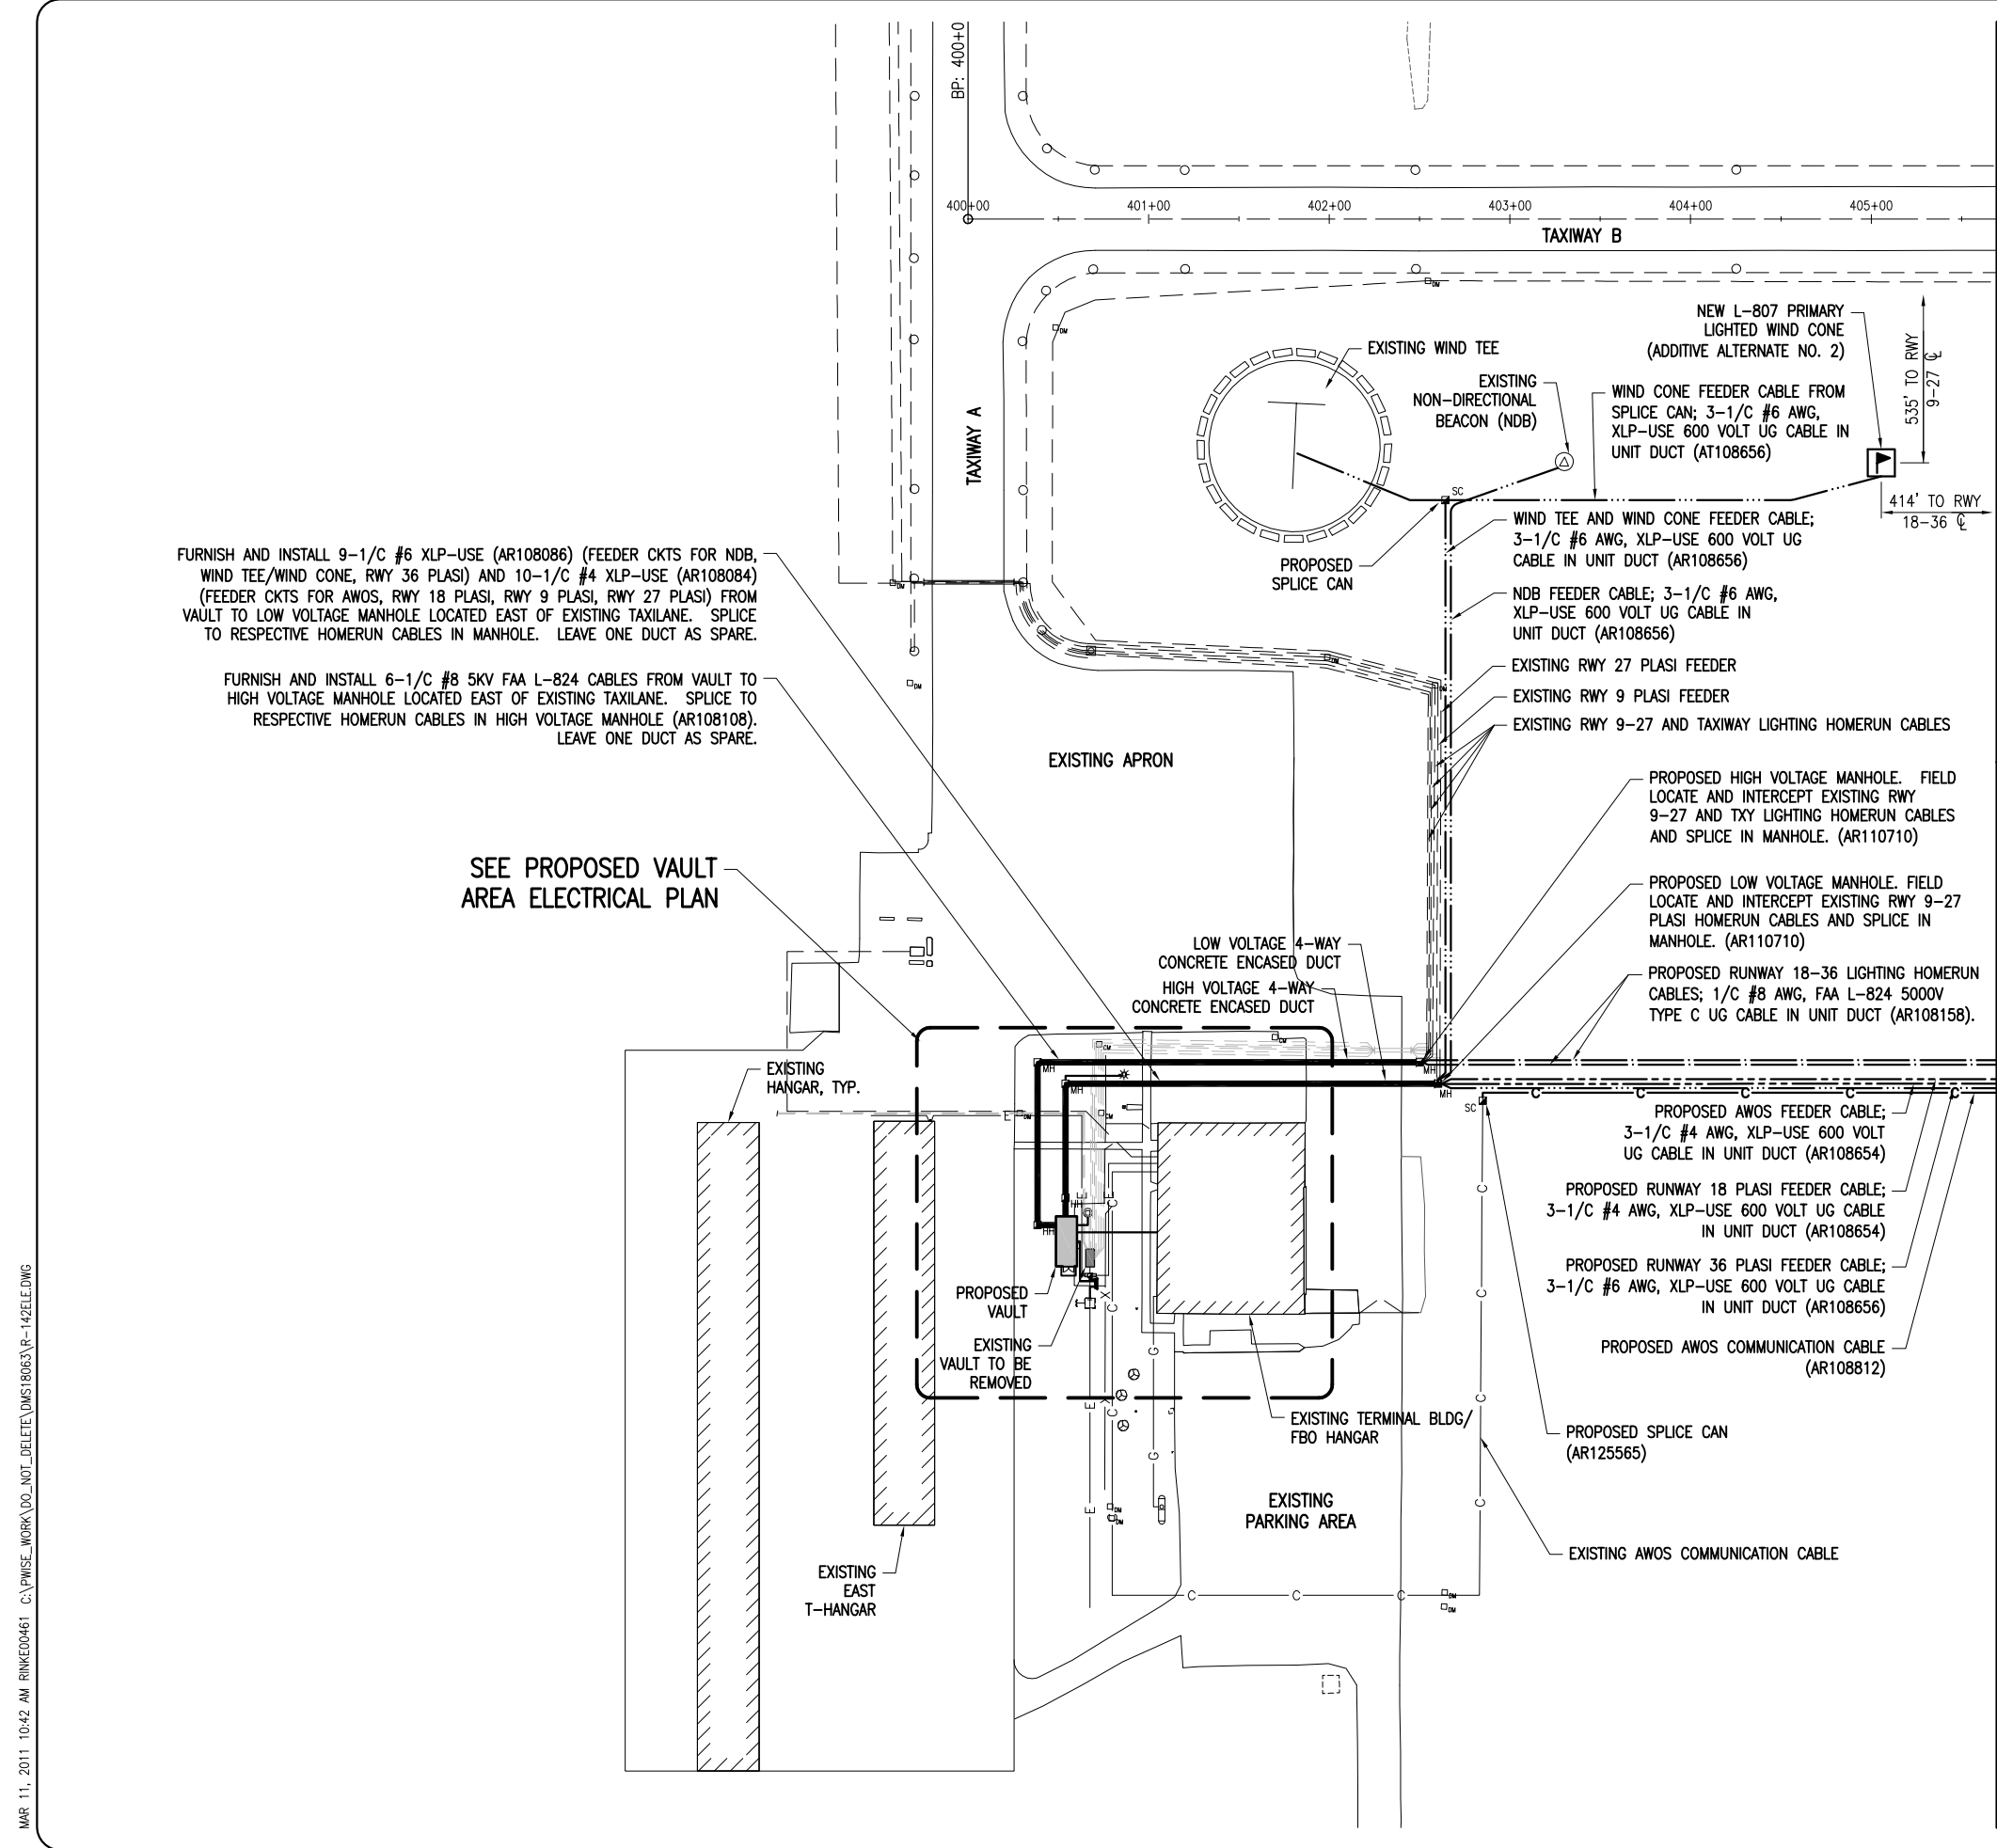 BP: 400+0
400+00
401+00
402+00
403+00
404+00
405+00
TAXIWAY B
TAXIWAY A
EXISTING WIND TEE
EXISTING
NON-DIRECTIONAL
BEACON (NDB)
NEW L-807 PRIMARY
LIGHTED WIND CONE
(ADDITIVE ALTERNATE NO. 2)
535' TO RWY
9-27 ℄
WIND CONE FEEDER CABLE FROM
SPLICE CAN; 3-1/C #6 AWG,
XLP-USE 600 VOLT UG CABLE IN
UNIT DUCT (AT108656)
414' TO RWY
18-36 ℄
SC
PROPOSED
SPLICE CAN
WIND TEE AND WIND CONE FEEDER CABLE;
3-1/C #6 AWG, XLP-USE 600 VOLT UG
CABLE IN UNIT DUCT (AR108656)
NDB FEEDER CABLE; 3-1/C #6 AWG,
XLP-USE 600 VOLT UG CABLE IN
UNIT DUCT (AR108656)
FURNISH AND INSTALL 9-1/C #6 XLP-USE (AR108086) (FEEDER CKTS FOR NDB,
WIND TEE/WIND CONE, RWY 36 PLASI) AND 10-1/C #4 XLP-USE (AR108084)
(FEEDER CKTS FOR AWOS, RWY 18 PLASI, RWY 9 PLASI, RWY 27 PLASI) FROM
VAULT TO LOW VOLTAGE MANHOLE LOCATED EAST OF EXISTING TAXILANE. SPLICE
TO RESPECTIVE HOMERUN CABLES IN MANHOLE. LEAVE ONE DUCT AS SPARE.
FURNISH AND INSTALL 6-1/C #8 5KV FAA L-824 CABLES FROM VAULT TO
HIGH VOLTAGE MANHOLE LOCATED EAST OF EXISTING TAXILANE. SPLICE TO
RESPECTIVE HOMERUN CABLES IN HIGH VOLTAGE MANHOLE (AR108108).
LEAVE ONE DUCT AS SPARE.
EXISTING RWY 27 PLASI FEEDER
EXISTING RWY 9 PLASI FEEDER
EXISTING RWY 9-27 AND TAXIWAY LIGHTING HOMERUN CABLES
EXISTING APRON
PROPOSED HIGH VOLTAGE MANHOLE. FIELD
LOCATE AND INTERCEPT EXISTING RWY
9-27 AND TXY LIGHTING HOMERUN CABLES
AND SPLICE IN MANHOLE. (AR110710)
SEE PROPOSED VAULT
AREA ELECTRICAL PLAN
PROPOSED LOW VOLTAGE MANHOLE. FIELD
LOCATE AND INTERCEPT EXISTING RWY 9-27
PLASI HOMERUN CABLES AND SPLICE IN
MANHOLE. (AR110710)
LOW VOLTAGE 4-WAY
CONCRETE ENCASED DUCT
HIGH VOLTAGE 4-WAY
CONCRETE ENCASED DUCT
PROPOSED RUNWAY 18-36 LIGHTING HOMERUN
CABLES; 1/C #8 AWG, FAA L-824 5000V
TYPE C UG CABLE IN UNIT DUCT (AR108158).
EXISTING
HANGAR, TYP.
MH
MH
MH
MH
SC
C C C C C
PROPOSED AWOS FEEDER CABLE;
3-1/C #4 AWG, XLP-USE 600 VOLT
UG CABLE IN UNIT DUCT (AR108654)
PROPOSED RUNWAY 18 PLASI FEEDER CABLE;
3-1/C #4 AWG, XLP-USE 600 VOLT UG CABLE
IN UNIT DUCT (AR108654)
HH
HH
PROPOSED RUNWAY 36 PLASI FEEDER CABLE;
3-1/C #6 AWG, XLP-USE 600 VOLT UG CABLE
IN UNIT DUCT (AR108656)
PROPOSED
VAULT
EXISTING
VAULT TO BE
REMOVED
PROPOSED AWOS COMMUNICATION CABLE
(AR108812)
EXISTING TERMINAL BLDG/
FBO HANGAR
PROPOSED SPLICE CAN
(AR125565)
EXISTING
PARKING AREA
EXISTING AWOS COMMUNICATION CABLE
EXISTING
EAST
T-HANGAR
C C C
MAR 11, 2011 10:42 AM RINKE00461 C:\PWISE_WORK\DO_NOT_DELETE\DMS18063\R-142ELE.DWG